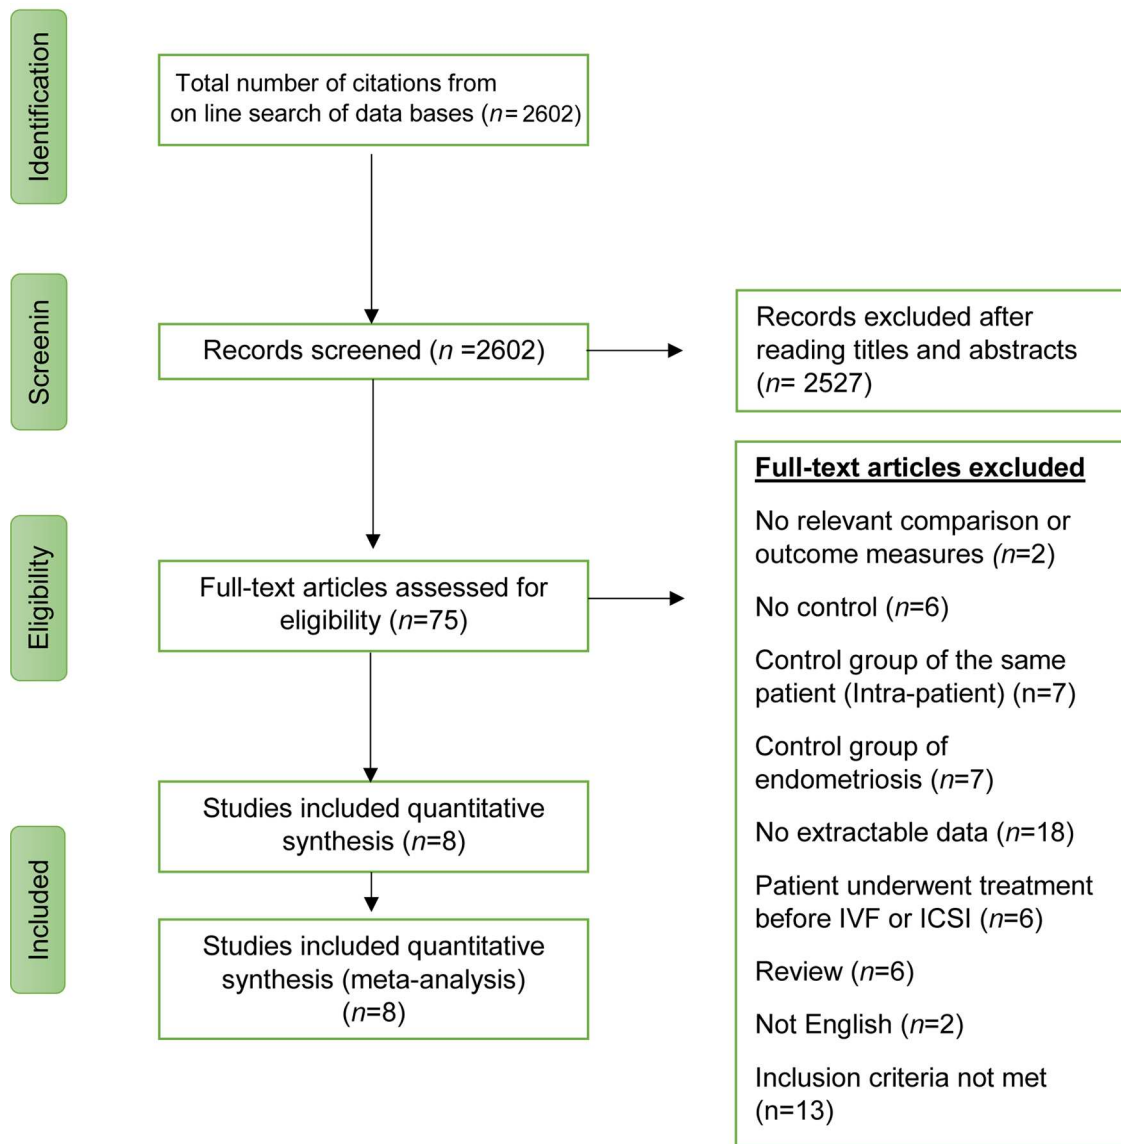 Identification
Total number of citations from
on line search of data bases (n = 2602)
Screenin
Records screened (n =2602)
Records excluded after
reading titles and abstracts
(n= 2527)
Eligibility
Full-text articles assessed for
eligibility (n=75)
Full-text articles excluded
No relevant comparison or
outcome measures (n=2)
No control (n=6)
Control group of the same
patient (Intra-patient) (n=7)
Control group of
endometriosis (n=7)
No extractable data (n=18)
Patient underwent treatment
before IVF or ICSI (n=6)
Review (n=6)
Not English (n=2)
Inclusion criteria not met
(n=13)
Included
Studies included quantitative
synthesis (n=8)
Studies included quantitative
synthesis (meta-analysis)
(n=8)